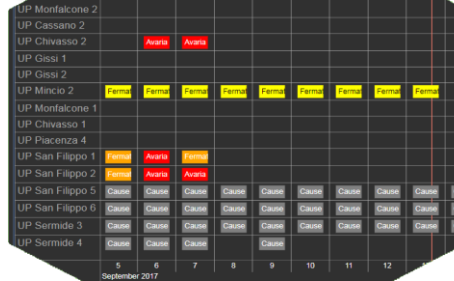 UP Monfalcone 2
UP Cassano 2
UP Chivasso 2 Avaria Avaria
UP Gissi 1
UP Gissi 2
UP Mincio 2 Fermat Fermat Fermat Fermat Fermat Fermat Fermat Fermat Fermat
UP Monfalcone 1
UP Chivasso 1
UP Piacenza 4
UP San Filippo 1 Fermat Avaria Fermat
UP San Filippo 2 Fermat Avaria Avaria
UP San Filippo 5 Cause Cause Cause Cause Cause Cause Cause Cause Cause
UP San Filippo 6 Cause Cause Cause Cause Cause Cause Cause Cause Cause
UP Sermide 3 Cause Cause Cause Cause Cause Cause Cause Cause Cause
UP Sermide 4 Cause Cause Cause Cause
5 6 7 8 9 10 11 12
September 2017